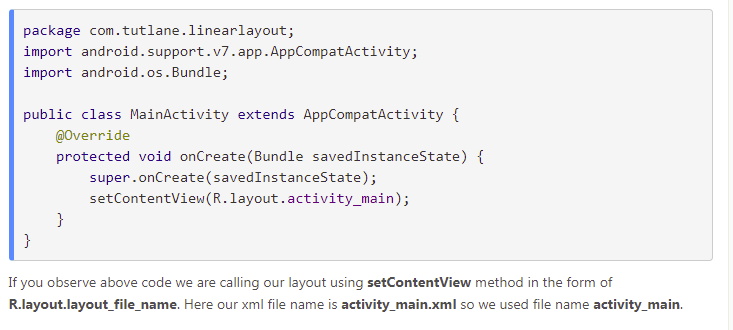 package com.tutlane.linearlayout;
import android.support.v7.app.AppCompatActivity;
import android.os.Bundle;

public class MainActivity extends AppCompatActivity {
    @Override
    protected void onCreate(Bundle savedInstanceState) {
        super.onCreate(savedInstanceState);
        setContentView(R.layout.activity_main);
    }
}
If you observe above code we are calling our layout using setContentView method in the form of
R.layout.layout_file_name. Here our xml file name is activity_main.xml so we used file name activity_main.